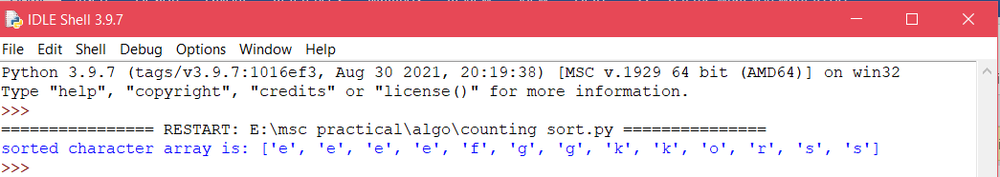 IDLE Shell 3.9.7
File Edit Shell Debug Options Window Help
Python 3.9.7 (tags/v3.9.7:1016ef3, Aug 30 2021, 20:19:38) [MSC v.1929 64 bit (AMD64)] on win32
Type "help", "copyright", "credits" or "license()" for more information.
>>>
================ RESTART: E:\msc practical\algo\counting sort.py ===============
sorted character array is: ['e', 'e', 'e', 'e', 'f', 'g', 'g', 'k', 'k', 'o', 'r', 's', 's']
>>>